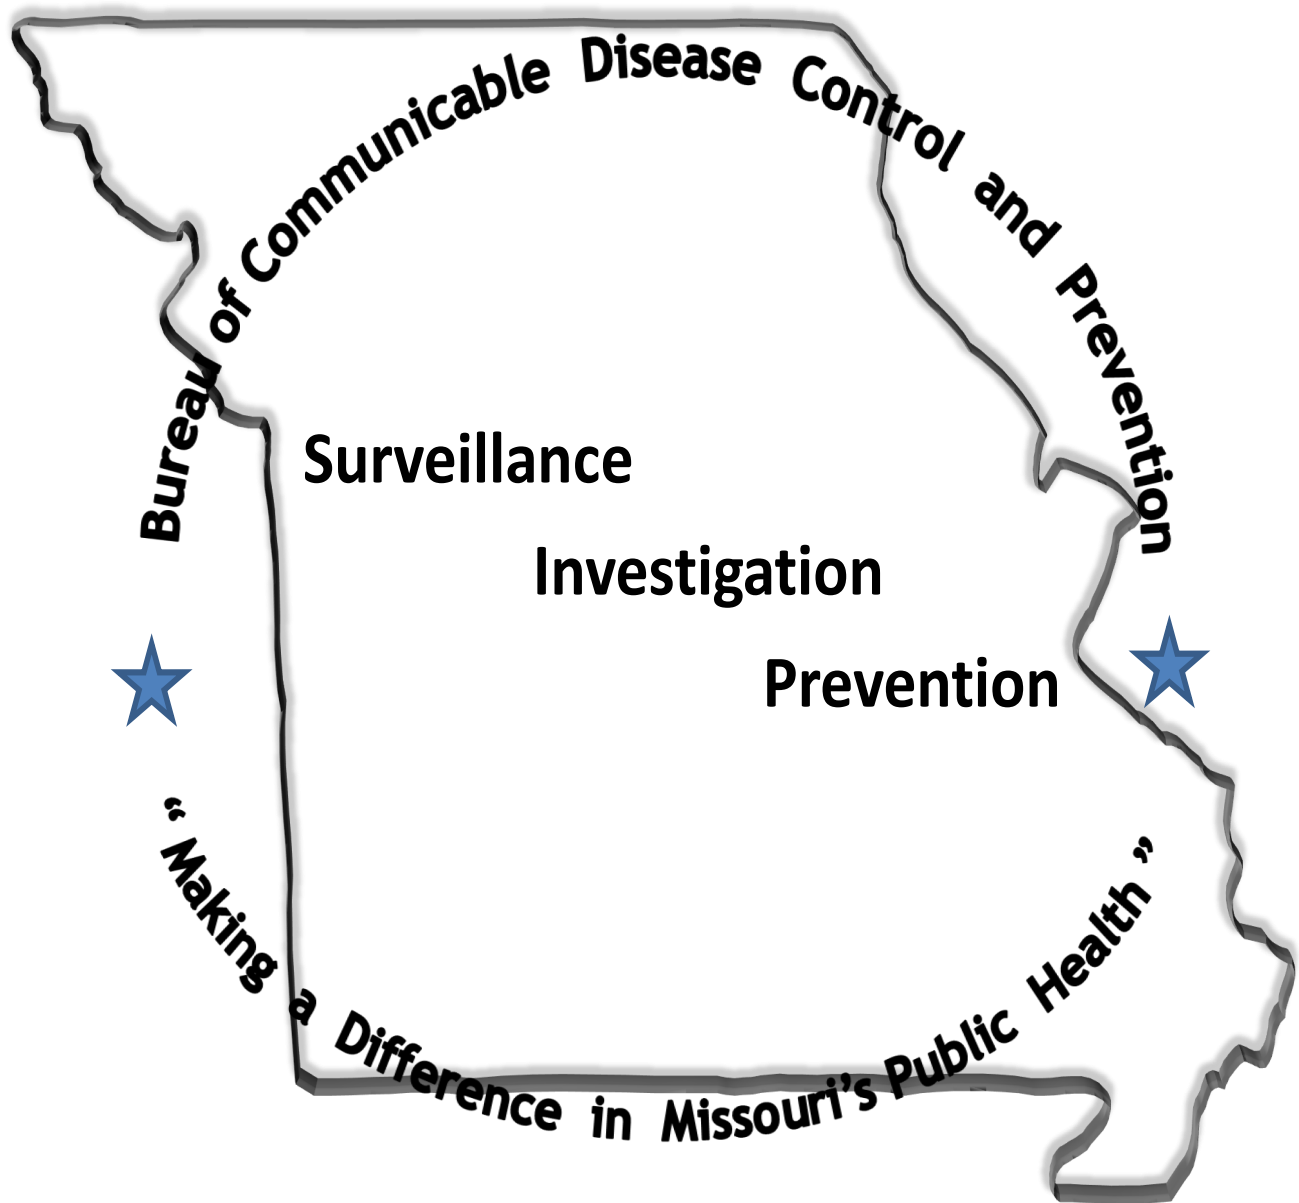 Bureau of Communicable Disease Control and Prevention
Surveillance
Investigation
Prevention
“ Making a Difference in Missouri’s Public Health ”